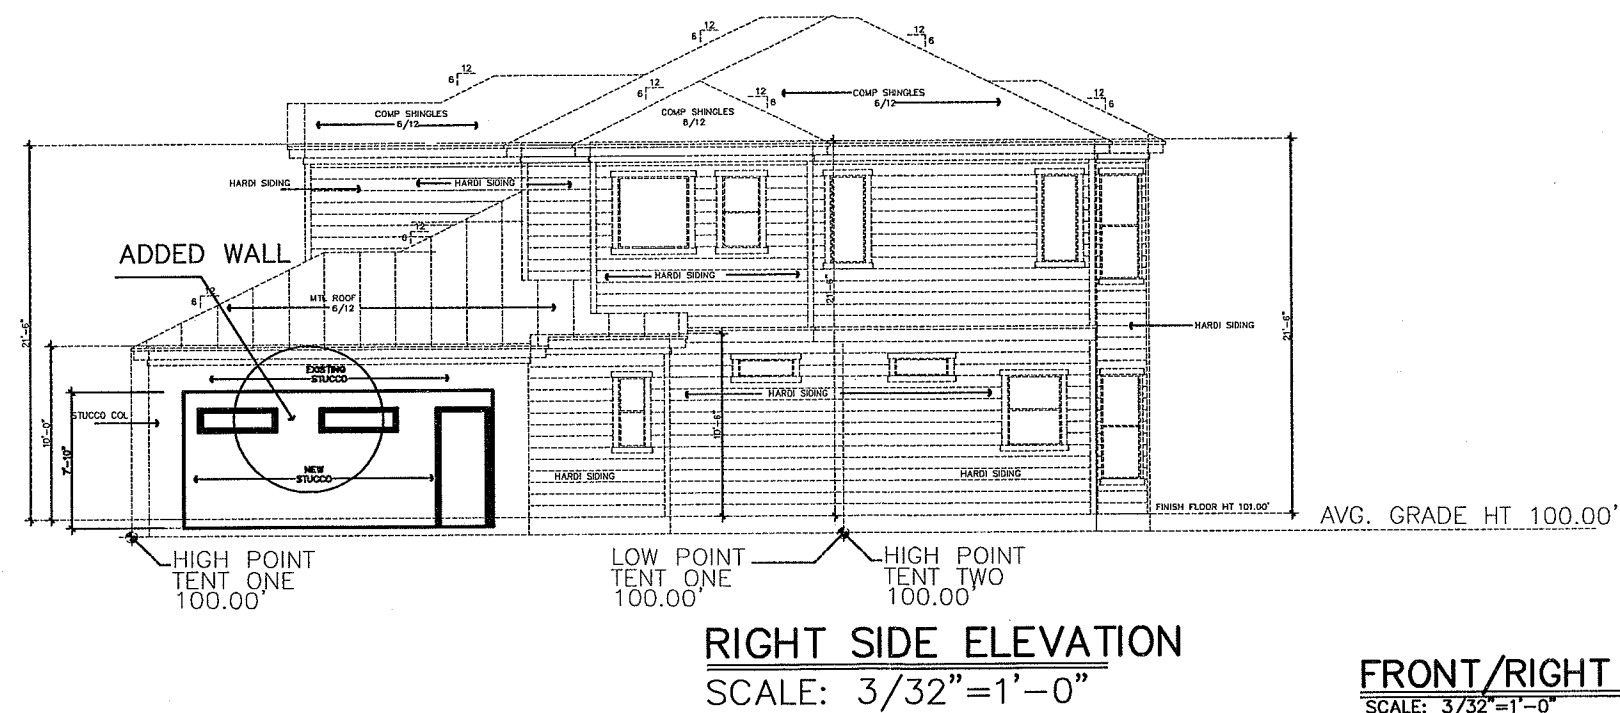 12
6
12
6
12
6
12
6
12
6
12
6
COMP SHINGLES
6/12
COMP SHINGLES
6/12
COMP SHINGLES
6/12
HARDI SIDING
HARDI SIDING
12
6
ADDED WALL
12
6
MTL ROOF
6/12
HARDI SIDING
21'-6"
21'-6"
21'-6"
HARDI SIDING
EXISTING
STUCCO
STUCCO COL
10'-0"
7'-10"
10'-6"
HARDI SIDING
NEW
STUCCO
HARDI SIDING
HARDI SIDING
FINISH FLOOR HT 101.00'
AVG. GRADE HT 100.00'
HIGH POINT
TENT ONE
100.00'
LOW POINT
TENT ONE
100.00'
HIGH POINT
TENT TWO
100.00'
RIGHT SIDE ELEVATION
SCALE: 3/32"=1'-0"
FRONT/RIGHT
SCALE: 3/32"=1'-0"